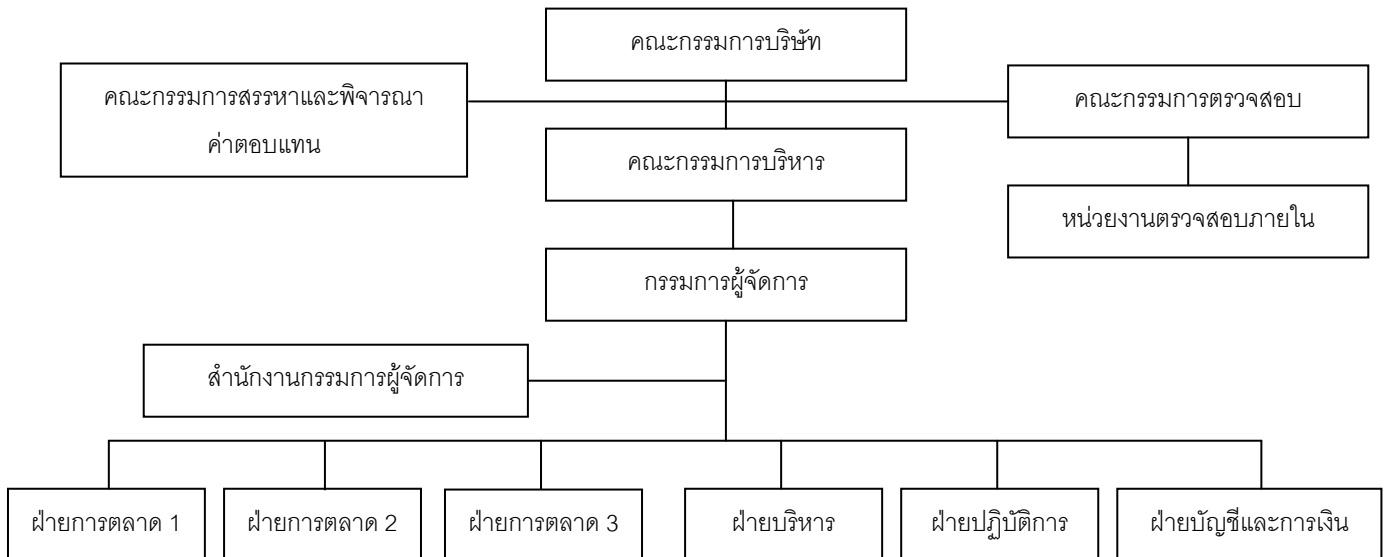 คณะกรรมการบริษัท
คณะกรรมการสรรหาและพิจารณา
ค่าตอบแทน
คณะกรรมการตรวจสอบ
คณะกรรมการบริหาร
หน่วยงานตรวจสอบภายใน
กรรมการผู้จัดการ
สำนักงานกรรมการผู้จัดการ
ฝ่ายการตลาด 1
ฝ่ายการตลาด 2
ฝ่ายการตลาด 3
ฝ่ายบริหาร
ฝ่ายปฏิบัติการ
ฝ่ายบัญชีและการเงิน